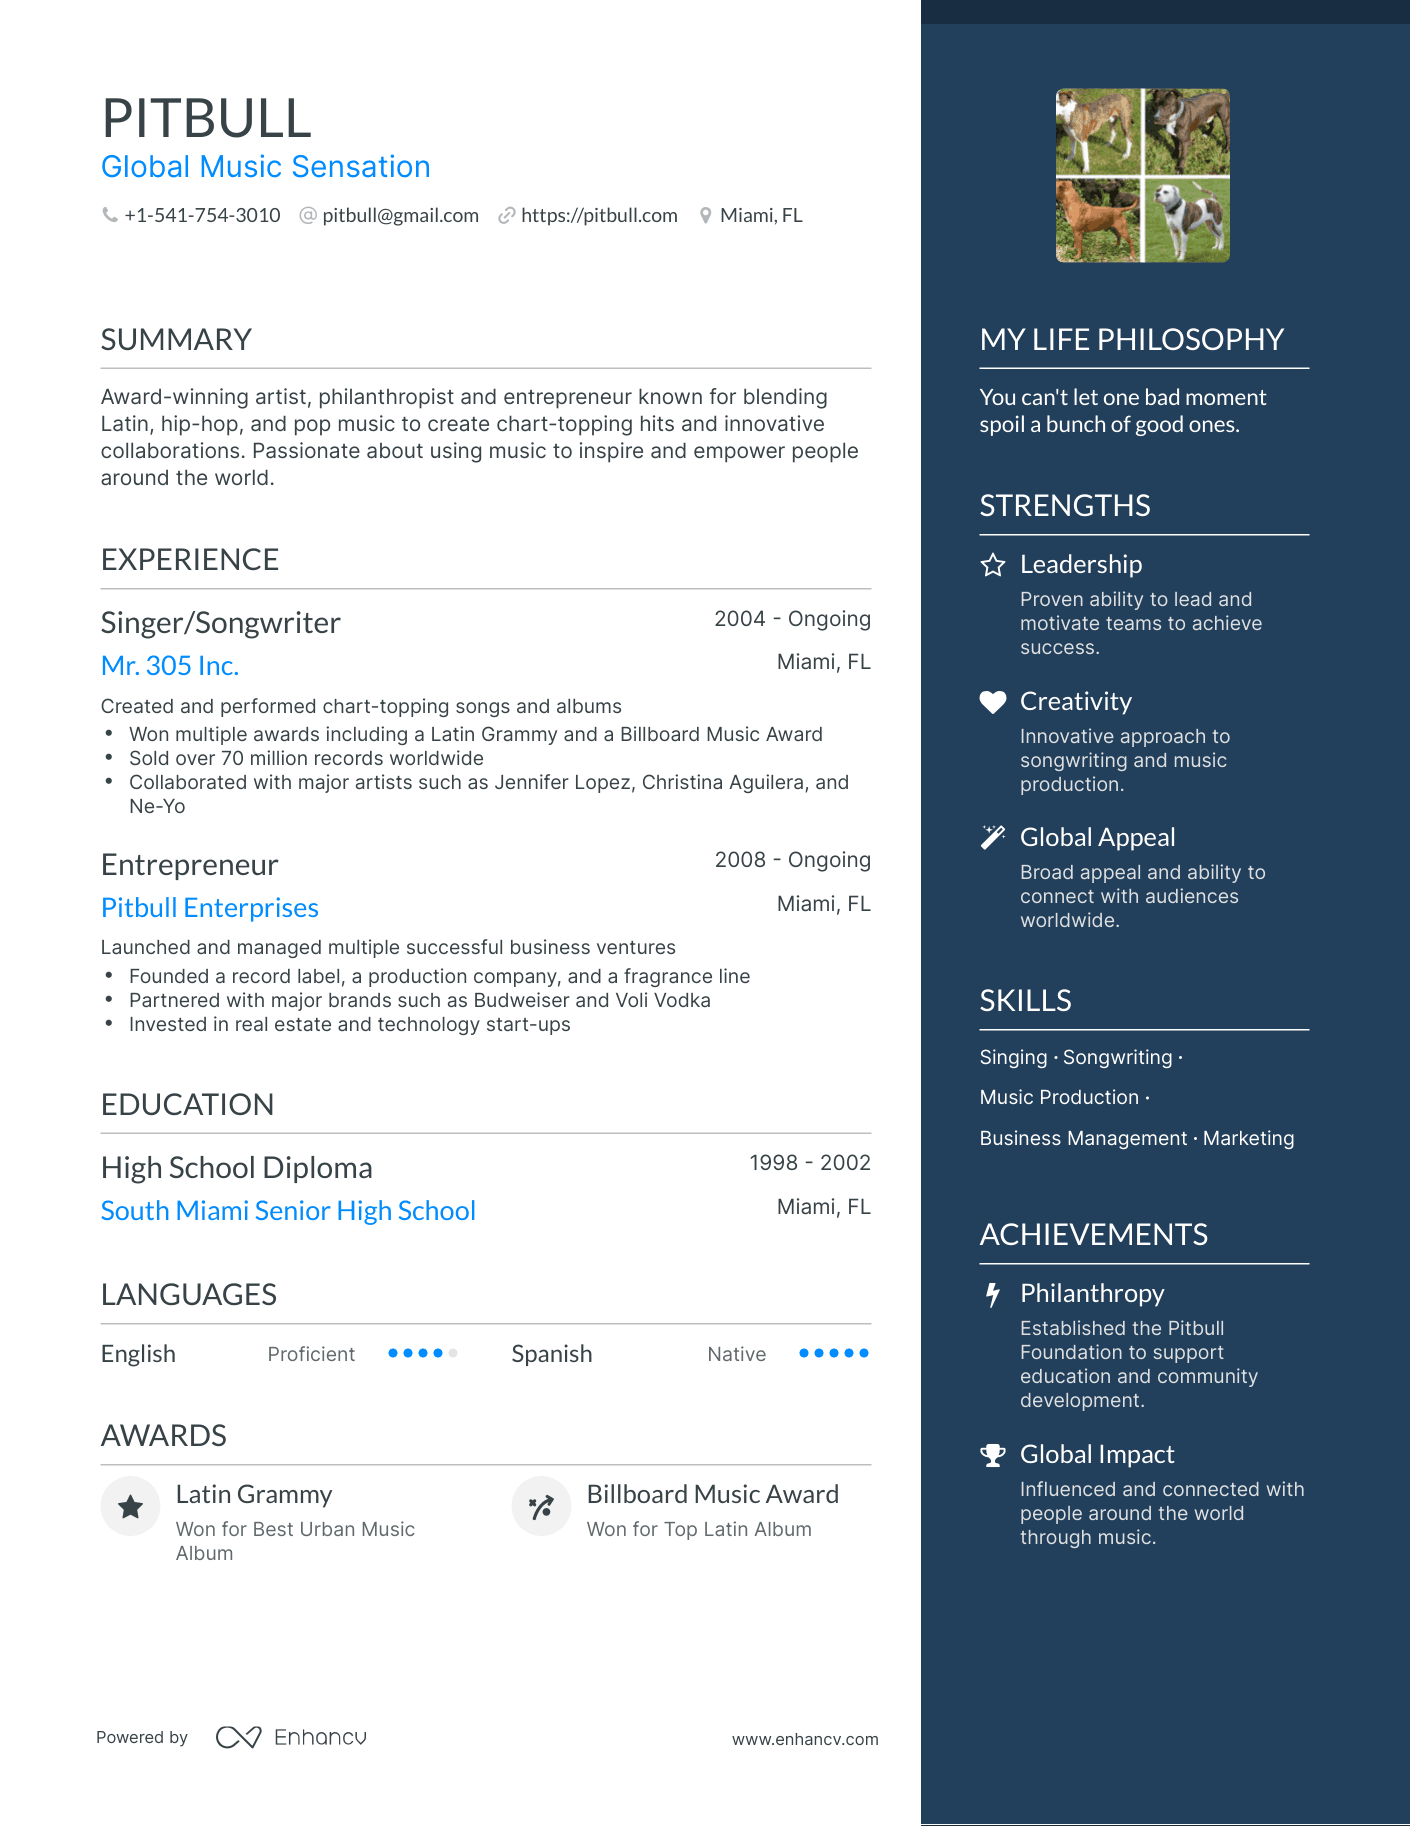 PITBULL
Global Music Sensation
+1-541-754-3010 pitbull@gmail.com https://pitbull.com Miami, FL
SUMMARY
Award-winning artist, philanthropist and entrepreneur known for blending
Latin, hip-hop, and pop music to create chart-topping hits and innovative
collaborations. Passionate about using music to inspire and empower people
around the world.
EXPERIENCE
Singer/Songwriter 2004 - Ongoing
Mr. 305 Inc. Miami, FL
Created and performed chart-topping songs and albums
• Won multiple awards including a Latin Grammy and a Billboard Music Award
• Sold over 70 million records worldwide
• Collaborated with major artists such as Jennifer Lopez, Christina Aguilera, and
Ne-Yo
Entrepreneur 2008 - Ongoing
Pitbull Enterprises Miami, FL
Launched and managed multiple successful business ventures
• Founded a record label, a production company, and a fragrance line
• Partnered with major brands such as Budweiser and Voli Vodka
• Invested in real estate and technology start-ups
EDUCATION
High School Diploma 1998 - 2002
South Miami Senior High School Miami, FL
LANGUAGES
English Proficient Spanish Native
AWARDS
Latin Grammy
Won for Best Urban Music
Album
Billboard Music Award
Won for Top Latin Album
MY LIFE PHILOSOPHY
You can't let one bad moment
spoil a bunch of good ones.
STRENGTHS
Leadership
Proven ability to lead and
motivate teams to achieve
success.
Creativity
Innovative approach to
songwriting and music
production.
Global Appeal
Broad appeal and ability to
connect with audiences
worldwide.
SKILLS
Singing · Songwriting ·
Music Production ·
Business Management · Marketing
ACHIEVEMENTS
Philanthropy
Established the Pitbull
Foundation to support
education and community
development.
Global Impact
Influenced and connected with
people around the world
through music.
Powered by Enhancv www.enhancv.com